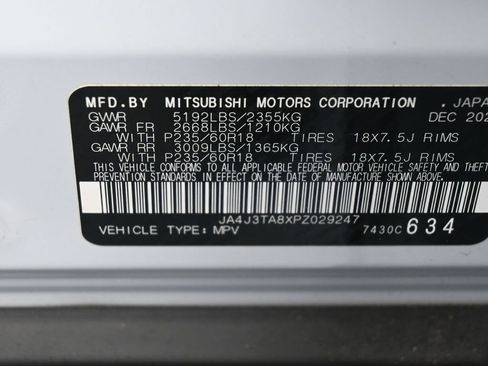 MFD.BY MITSUBISHI MOTORS CORPORATION . JAPA
GVWR 5192LBS/2355KG DEC 202
GAWR FR 2668LBS/1210KG
WITH P235/60R18 TIRES 18X7.5J RIMS
GAWR RR 3009LBS/1365KG
WITH P235/60R18 TIRES 18X7.5J RIMS
THIS VEHICLE CONFORMS TO ALL APPLICABLE FEDERAL MOTOR VEHICLE SAFETY
AND THEFT PREVENTION STANDARDS IN EFFECT ON THE DATE OF MANUFACTURE SHOWN
JA4J3TA8XPZ029247
VEHICLE TYPE: MPV 7430C 634